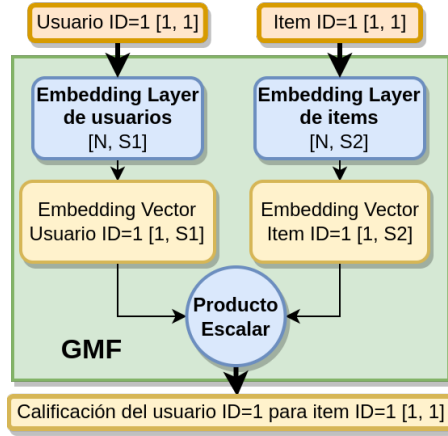 Usuario ID=1 [1, 1]
Item ID=1 [1, 1]
Embedding Layer
de usuarios
[N, S1]
Embedding Layer
de items
[N, S2]
Embedding Vector
Usuario ID=1 [1, S1]
Embedding Vector
Item ID=1 [1, S2]
Producto
Escalar
GMF
Calificación del usuario ID=1 para item ID=1 [1, 1]